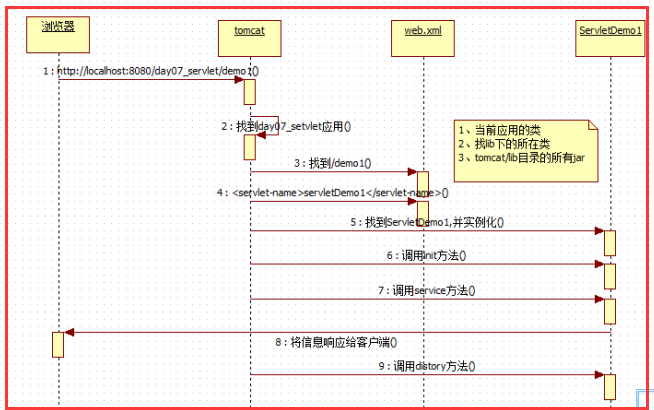 浏览器
tomcat
web.xml
ServletDemo1
1 : http://localhost:8080/day07_servlet/demo1()
2 : 找到day07_setvlet应用()
1、当前应用的类
2、找lib下的所在类
3、tomcat/lib目录的所有jar
3 : 找到/demo1()
4 : <servlet-name>servletDemo1</servlet-name>()
5 : 找到ServletDemo1,并实例化()
6 : 调用init方法()
7 : 调用service方法()
8 : 将信息响应给客户端()
9 : 调用distory方法()